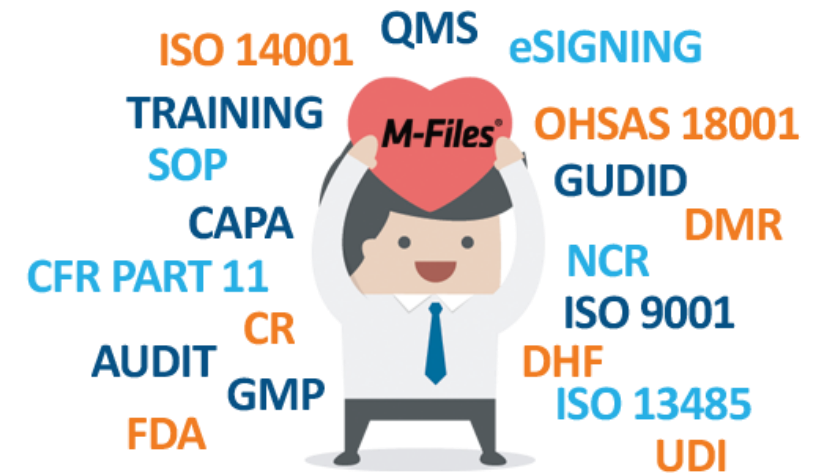 QMS
ISO 14001
eSIGNING
TRAINING
M-Files®
OHSAS 18001
SOP
GUDID
CAPA
DMR
CFR PART 11
NCR
CR
ISO 9001
AUDIT
DHF
GMP
ISO 13485
FDA
UDI